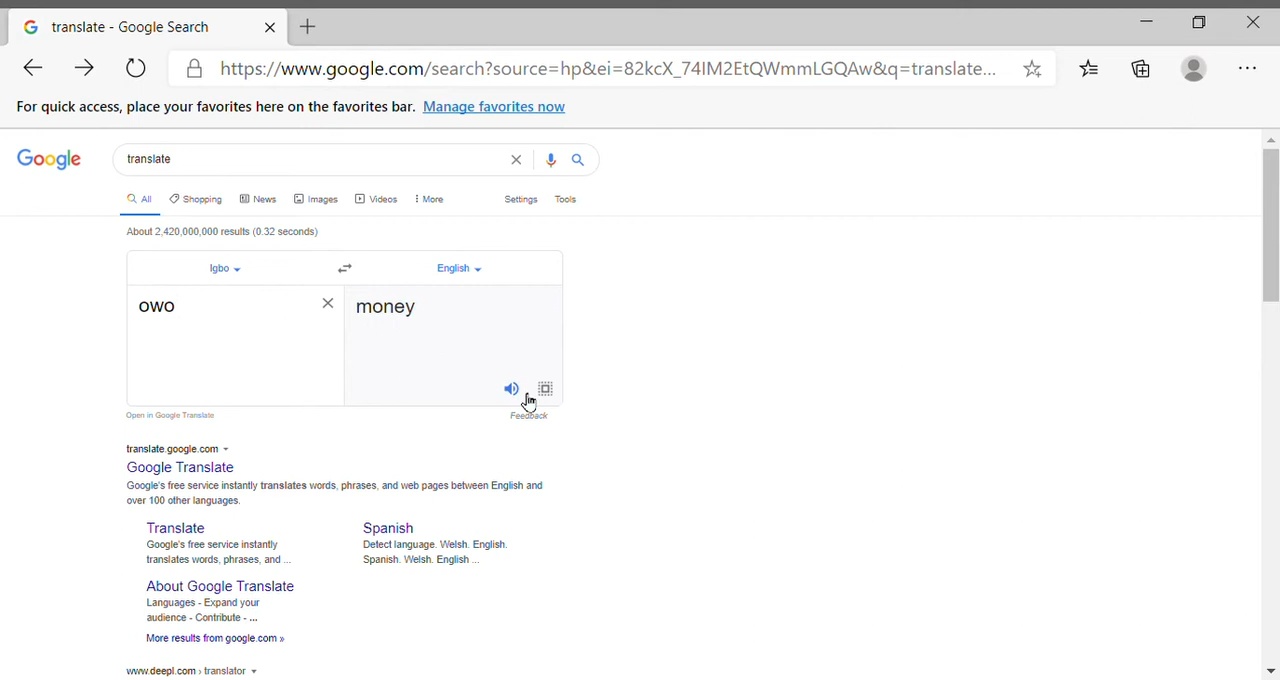 translate - Google Search
https://www.google.com/search?source=hp&ei=82kcX_74IM2EtQWmmLGQAw&q=translate...
For quick access, place your favorites here on the favorites bar. Manage favorites now
Google translate
All Shopping News Images Videos More Settings Tools
About 2,420,000,000 results (0.32 seconds)
Igbo English
owo money
Open in Google Translate Feedback
translate.google.com
Google Translate
Google's free service instantly translates words, phrases, and web pages between English and
over 100 other languages.
Translate
Google's free service instantly
translates words, phrases, and ...
Spanish
Detect language. Welsh. English.
Spanish. Welsh. English ...
About Google Translate
Languages - Expand your
audience - Contribute - ...
More results from google.com »
www.deepl.com › translator